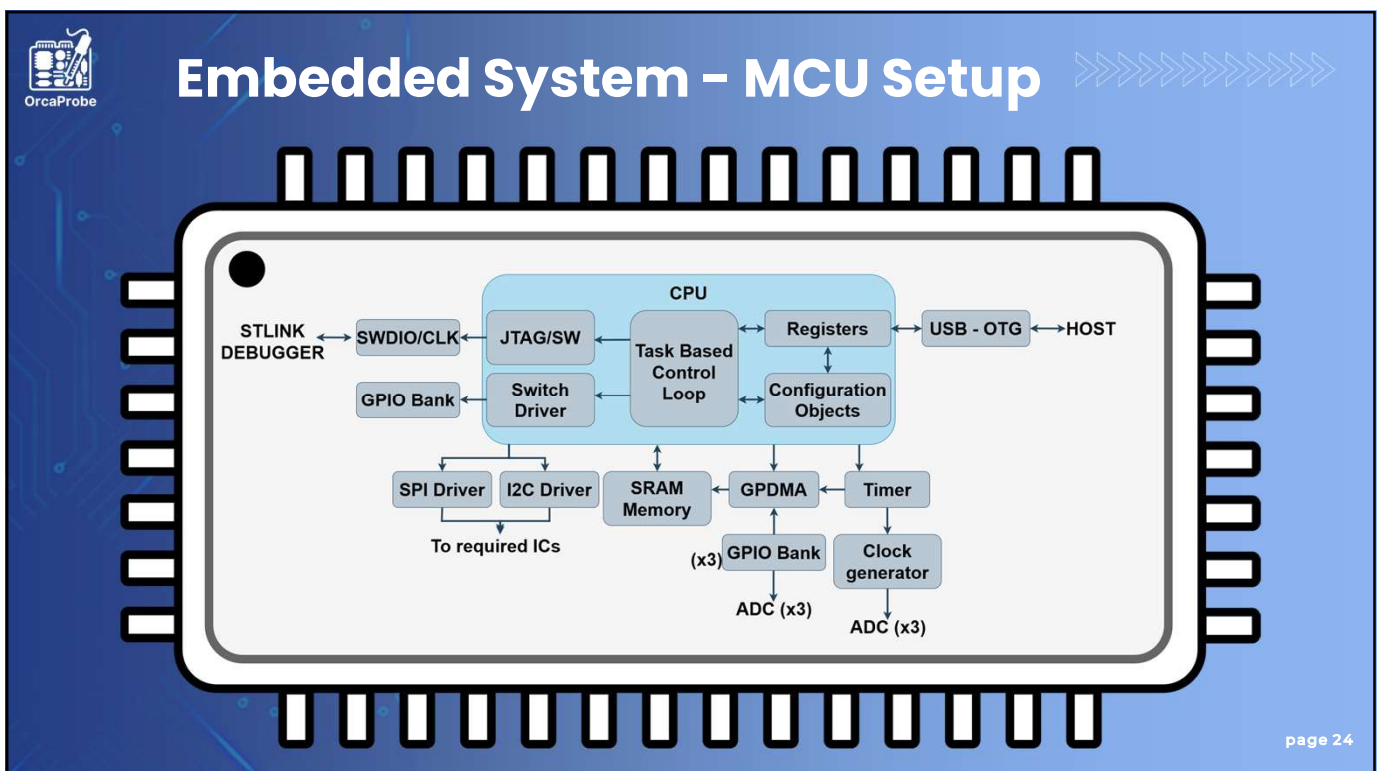 OrcaProbe
Embedded System - MCU Setup
CPU
STLINK
DEBUGGER
SWDIO/CLK
JTAG/SW
Task Based
Control
Loop
Registers
USB - OTG
HOST
GPIO Bank
Switch
Driver
Configuration
Objects
SPI Driver
I2C Driver
SRAM
Memory
GPDMA
Timer
To required ICs
(x3)
GPIO Bank
Clock
generator
ADC (x3)
ADC (x3)
page 24